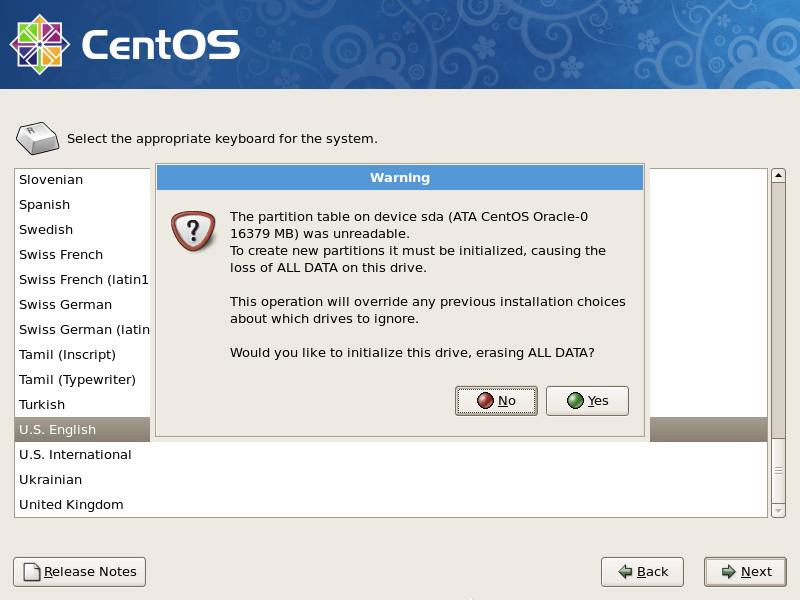 CentOS
Select the appropriate keyboard for the system.
Slovenian
Spanish
Swedish
Swiss French
Swiss French (latin1
Swiss German
Swiss German (latin
Tamil (Inscript)
Tamil (Typewriter)
Turkish
U.S. English
U.S. International
Ukrainian
United Kingdom
Warning
The partition table on device sda (ATA CentOS Oracle-0
16379 MB) was unreadable.
To create new partitions it must be initialized, causing the
loss of ALL DATA on this drive.
This operation will override any previous installation choices
about which drives to ignore.
Would you like to initialize this drive, erasing ALL DATA?
No
Yes
Release Notes
Back
Next